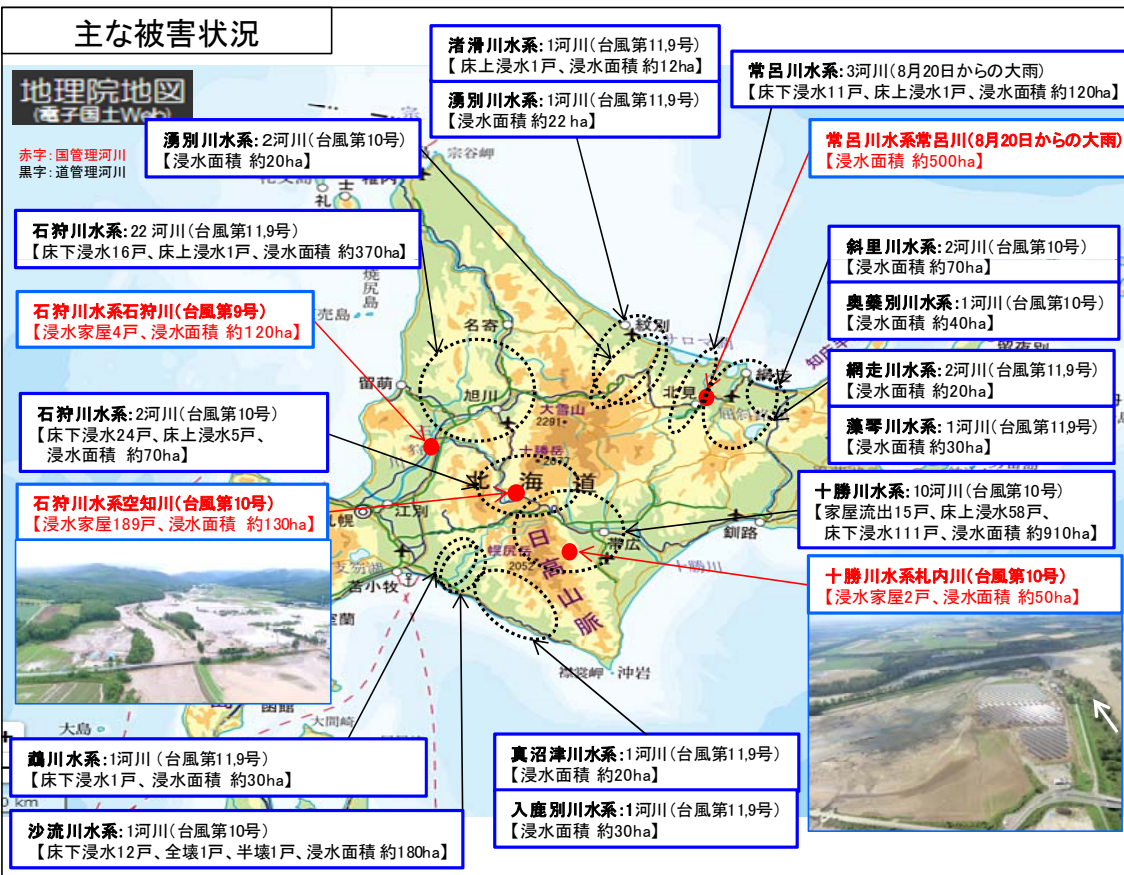 主な被害状況
地理院地図
(電子国土Web)
赤字:国管理河川
黒字:道管理河川
渚滑川水系:1河川(台風第11,9号)
【床上浸水1戸、浸水面積 約12ha】
湧別川水系:1河川(台風第11,9号)
【浸水面積 約22 ha】
常呂川水系:3河川(8月20日からの大雨)
【床下浸水11戸、床上浸水1戸、浸水面積 約120ha】
湧別川水系:2河川(台風第10号)
【浸水面積 約20ha】
常呂川水系常呂川(8月20日からの大雨)
【浸水面積 約500ha】
石狩川水系:22 河川(台風第11,9号)
【床下浸水16戸、床上浸水1戸、浸水面積 約370ha】
斜里川水系:2河川(台風第10号)
【浸水面積 約70ha】
奥蘂別川水系:1河川(台風第10号)
【浸水面積 約40ha】
石狩川水系石狩川(台風第9号)
【浸水家屋4戸、浸水面積 約120ha】
網走川水系:2河川(台風第11,9号)
【浸水面積 約20ha】
藻琴川水系:1河川(台風第11,9号)
【浸水面積 約30ha】
石狩川水系:2河川(台風第10号)
【床下浸水24戸、床上浸水5戸、
浸水面積 約70ha】
石狩川水系空知川(台風第10号)
【浸水家屋189戸、浸水面積 約130ha】
十勝川水系:10河川(台風第10号)
【家屋流出15戸、床上浸水58戸、
床下浸水111戸、浸水面積 約910ha】
十勝川水系札内川(台風第10号)
【浸水家屋2戸、浸水面積 約50ha】
鵡川水系:1河川(台風第11,9号)
【床下浸水1戸、浸水面積 約30ha】
沙流川水系:1河川(台風第10号)
【床下浸水12戸、全壊1戸、半壊1戸、浸水面積 約180ha】
真沼津川水系:1河川(台風第11,9号)
【浸水面積 約20ha】
入鹿別川水系:1河川(台風第11,9号)
【浸水面積 約30ha】
宗谷岬
稚内
礼
焼尻島
売島
名寄
紋別
サロマ湖
留萌
旭川
大雪山
2291
北見
網走
知床半
留夜別
十勝岳
2077
北海道
札幌
江別
支笏湖
苫小牧
室蘭
幌尻岳
2052
日高山脈
帯広
十勝川
釧路
襟裳岬
沖岩
函館
大島
大間崎
0 km